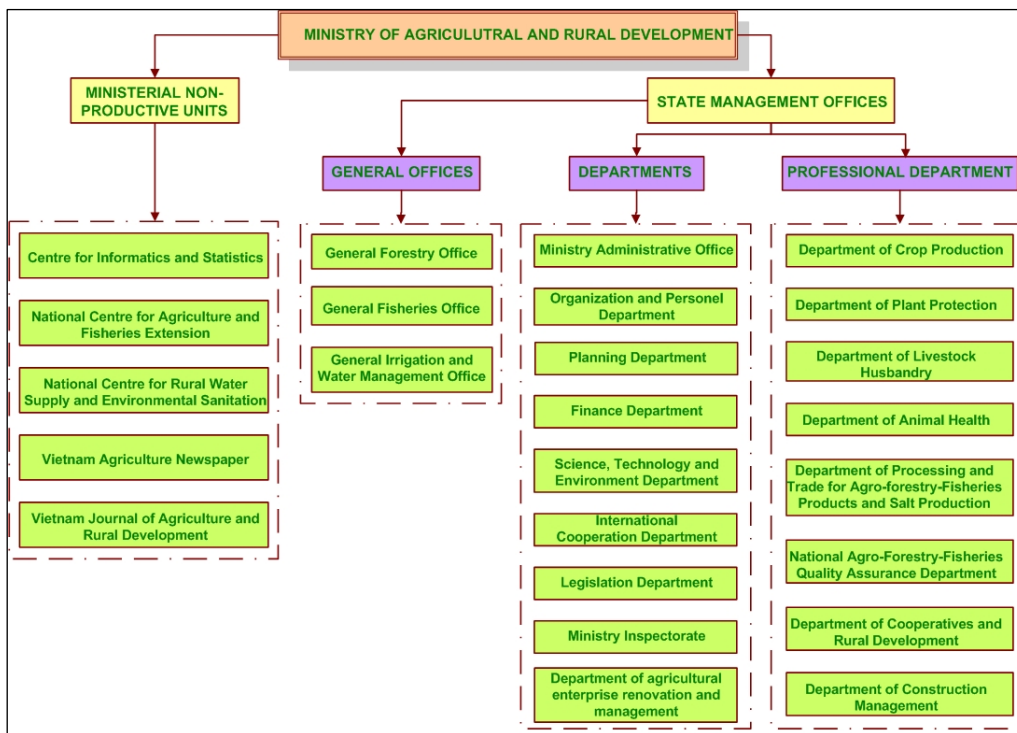 MINISTRY OF AGRICULUTRAL AND RURAL DEVELOPMENT
MINISTERIAL NON-
PRODUCTIVE UNITS
STATE MANAGEMENT OFFICES
GENERAL OFFICES
DEPARTMENTS
PROFESSIONAL DEPARTMENT
Centre for Informatics and Statistics
National Centre for Agriculture and
Fisheries Extension
National Centre for Rural Water
Supply and Environmental Sanitation
Vietnam Agriculture Newspaper
Vietnam Journal of Agriculture and
Rural Development
General Forestry Office
General Fisheries Office
General Irrigation and
Water Management Office
Ministry Administrative Office
Organization and Personel
Department
Planning Department
Finance Department
Science, Technology and
Environment Department
International
Cooperation Department
Legislation Department
Ministry Inspectorate
Department of agricultural
enterprise renovation and
management
Department of Crop Production
Department of Plant Protection
Department of Livestock
Husbandry
Department of Animal Health
Department of Processing and
Trade for Agro-forestry-Fisheries
Products and Salt Production
National Agro-Forestry-Fisheries
Quality Assurance Department
Department of Cooperatives and
Rural Development
Department of Construction
Management